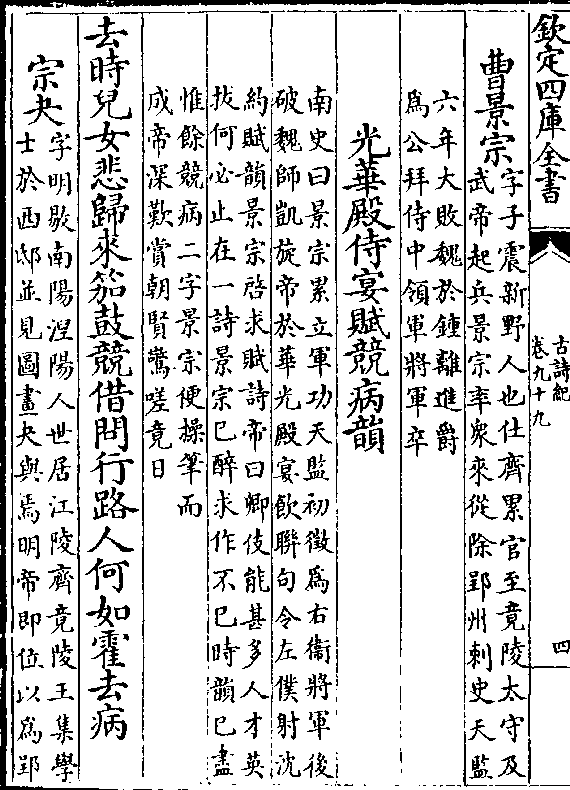 欽定四庫全書
古詩紀
卷九十九
四
曹景宗
字子震新野人也仕齊累官至竟陵太守及
武帝起兵景宗率衆來從除郢州刺史天監
六年大敗魏於鍾離進爵
為公拜侍中領軍將軍卒
光華殿侍宴賦競病韻
南史曰景宗累立軍功天監初徵為右衞將軍後
破魏師凱旋帝於華光殿宴飲聯句令左僕射沈
約賦韻景宗啓求賦詩帝曰卿伎能甚多人才英
拔何必止在一詩景宗已醉求作不已時韻已盡
惟餘競病二字景宗便操筆而
成帝深歎賞朝賢驚嗟竟日
去時兒女悲歸來笳鼓競借問行路人何如霍去病
宗夬
字明敭南陽涅陽人世居江陵齊竟陵王集學
士於西邸並見圖畫夬與焉明帝即位以為郢